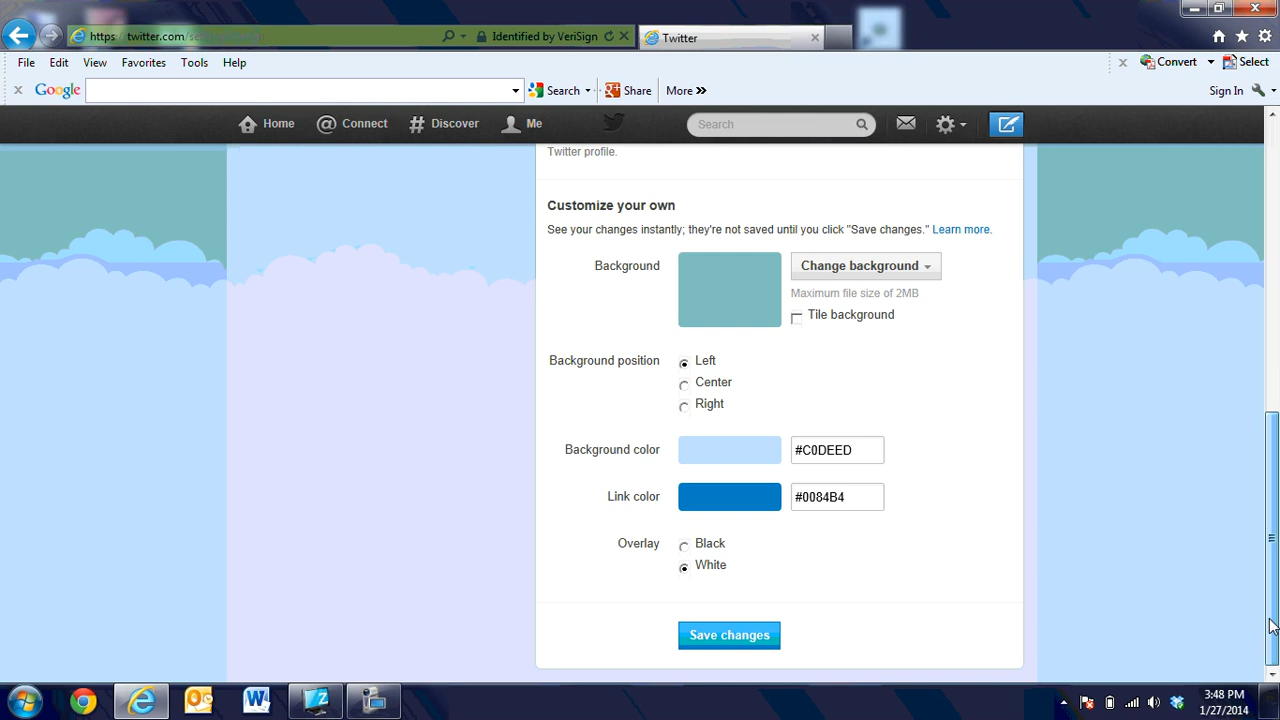 https://twitter.com/
Identified by VeriSign
Twitter
File Edit View Favorites Tools Help
Convert Select
Google Search Share More » Sign In
Home @ Connect # Discover Me Search
Twitter profile.
Customize your own
See your changes instantly; they're not saved until you click "Save changes." Learn more.
Background Change background
Maximum file size of 2MB
Tile background
Background position Left
Center
Right
Background color #C0DEED
Link color #0084B4
Overlay Black
White
Save changes
3:48 PM
1/27/2014